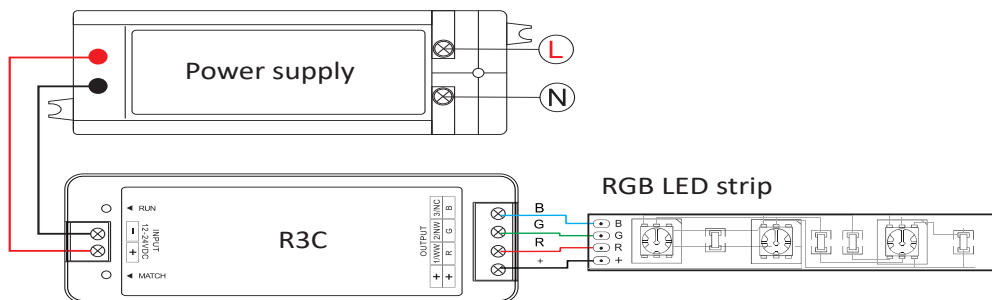 Power supply
L
N
RGB LED strip
◄ RUN
R3C
◄ MATCH
INPUT
12-24VDC
- +
OUTPUT
1/WW 2/NW 3/NC
+ R G B
+
B
G
R
+
B
G
R
+